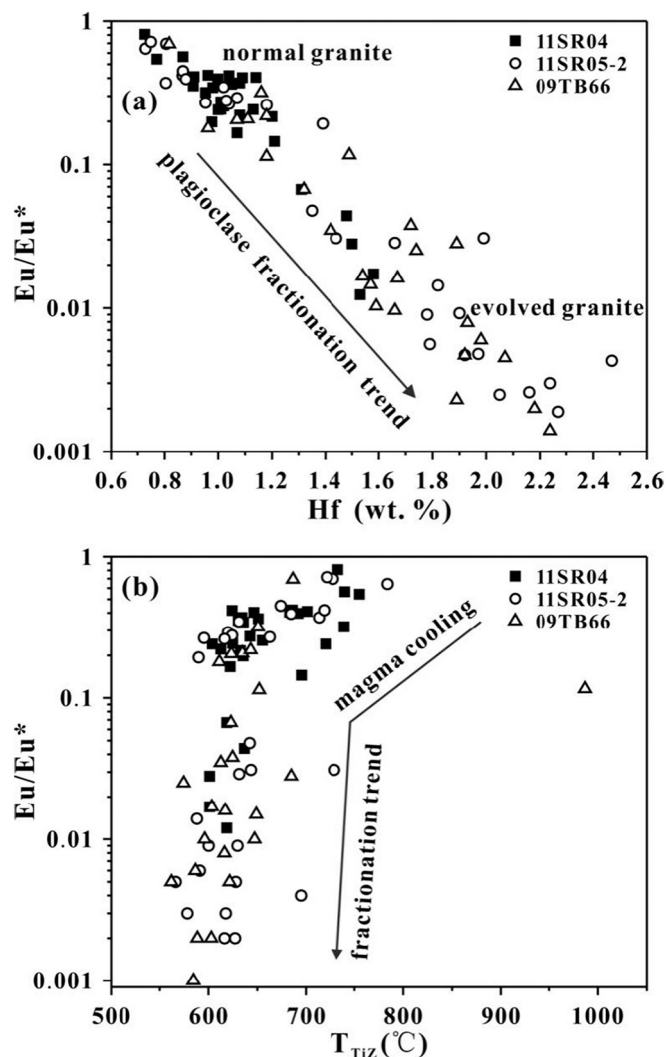 1
0.1
0.01
0.001
Eu/Eu*
(a)
normal granite
■ 11SR04
○ 11SR05-2
△ 09TB66
plagioclase fractionation trend
evolved granite
0.6 0.8 1.0 1.2 1.4 1.6 1.8 2.0 2.2 2.4 2.6
Hf (wt. %)
1
0.1
0.01
0.001
Eu/Eu*
(b)
■ 11SR04
○ 11SR05-2
△ 09TB66
magma cooling
fractionation trend
500 600 700 800 900 1000
T TiZ (℃)